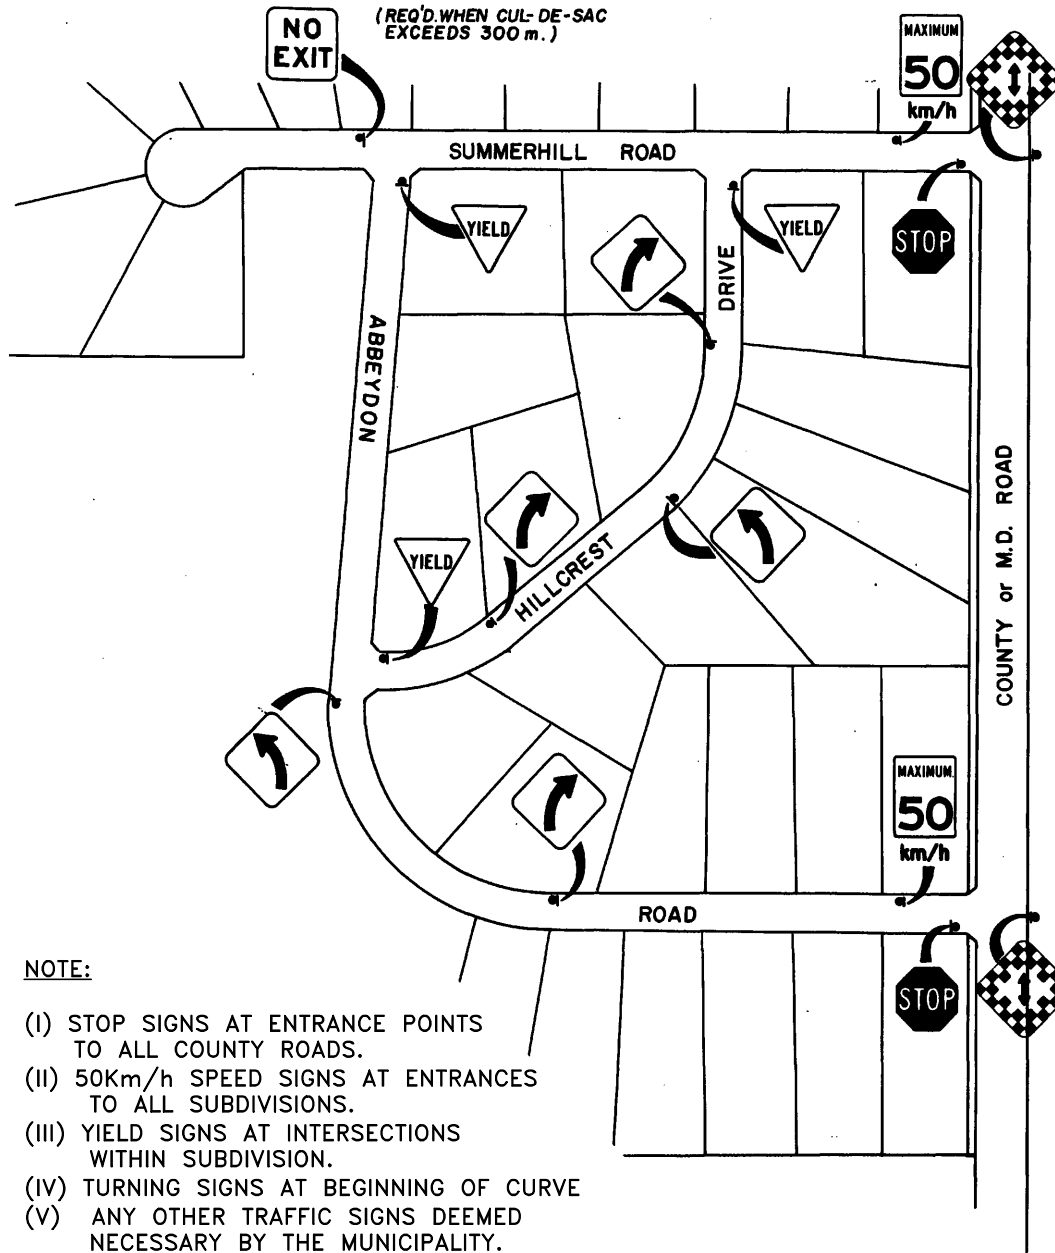 NO
EXIT
(REQ'D. WHEN CUL-DE-SAC
EXCEEDS 300 m.)
MAXIMUM
50
km/h
SUMMERHILL ROAD
YIELD
YIELD
STOP
DRIVE
ABBEYDON
COUNTY or M.D. ROAD
HILLCREST
YIELD
MAXIMUM
50
km/h
ROAD
STOP
NOTE:
(I) STOP SIGNS AT ENTRANCE POINTS
TO ALL COUNTY ROADS.
(II) 50Km/h SPEED SIGNS AT ENTRANCES
TO ALL SUBDIVISIONS.
(III) YIELD SIGNS AT INTERSECTIONS
WITHIN SUBDIVISION.
(IV) TURNING SIGNS AT BEGINNING OF CURVE
(V) ANY OTHER TRAFFIC SIGNS DEEMED
NECESSARY BY THE MUNICIPALITY.